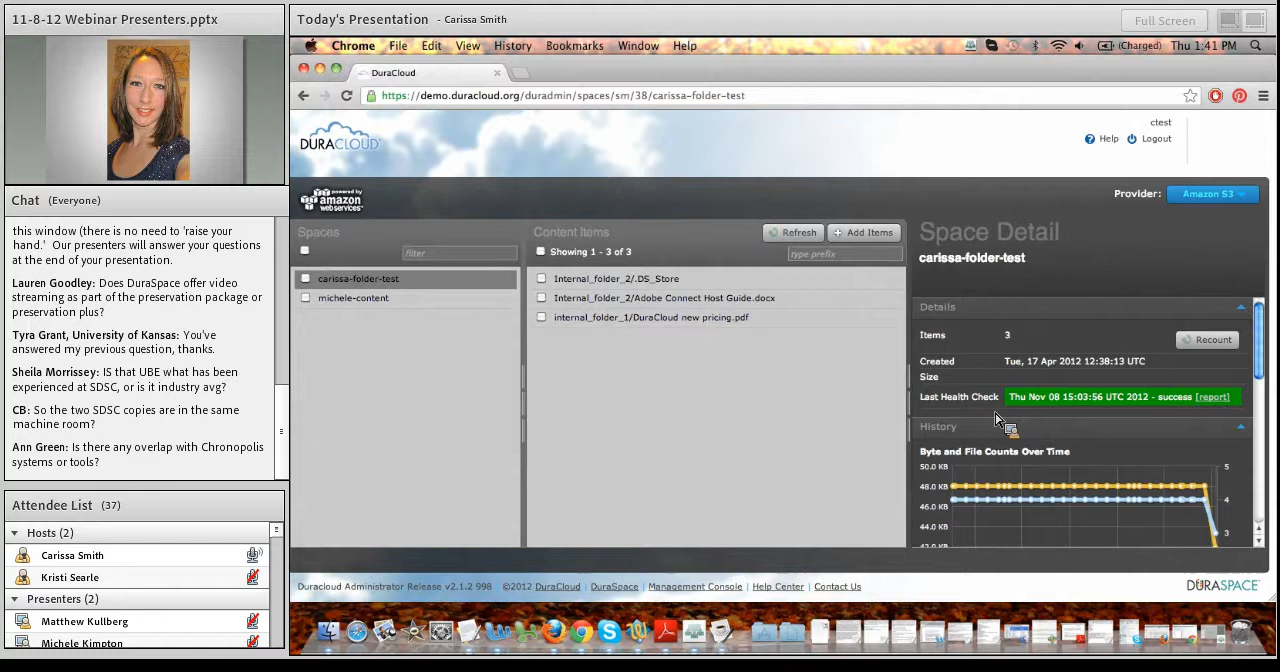 11-8-12 Webinar Presenters.pptx
Chat (Everyone)
this window (there is no need to 'raise your
hand.' Our presenters will answer your questions
at the end of your presentation.
Lauren Goodley: Does DuraSpace offer video
streaming as part of the preservation package or
preservation plus?
Tyra Grant, University of Kansas: You've
answered my previous question, thanks.
Sheila Morrissey: IS that UBE what has been
experienced at SDSC, or is it industry avg?
CB: So the two SDSC copies are in the same
machine room?
Ann Green: Is there any overlap with Chronopolis
systems or tools?
Attendee List (37)
Hosts (2)
Carissa Smith
Kristi Searle
Presenters (2)
Matthew Kullberg
Michele Kimpton
Today's Presentation - Carissa Smith
Full Screen
Chrome File Edit View History Bookmarks Window Help
(Charged) Thu 1:41 PM
DuraCloud
https://demo.duracloud.org/duradmin/spaces/sm/38/carissa-folder-test
DURACLOUD
ctest
Help Logout
powered by
amazon
web services
Provider: Amazon S3
Spaces
filter
carissa-folder-test
michele-content
Content Items
Refresh + Add Items
Showing 1 - 3 of 3
type prefix
Internal_folder_2/.DS_Store
Internal_folder_2/Adobe Connect Host Guide.docx
internal_folder_1/DuraCloud new pricing.pdf
Space Detail
carissa-folder-test
Details
Items 3
Recount
Created Tue, 17 Apr 2012 12:38:13 UTC
Size
Last Health Check Thu Nov 08 15:03:56 UTC 2012 - success [report]
History
Byte and File Counts Over Time
50.0 KB 5
48.0 KB 4
46.0 KB
44.0 KB 3
42.0 KB
Duracloud Administrator Release v2.1.2 998 ©2012 DuraCloud | DuraSpace | Management Console | Help Center | Contact Us
DURASPACE